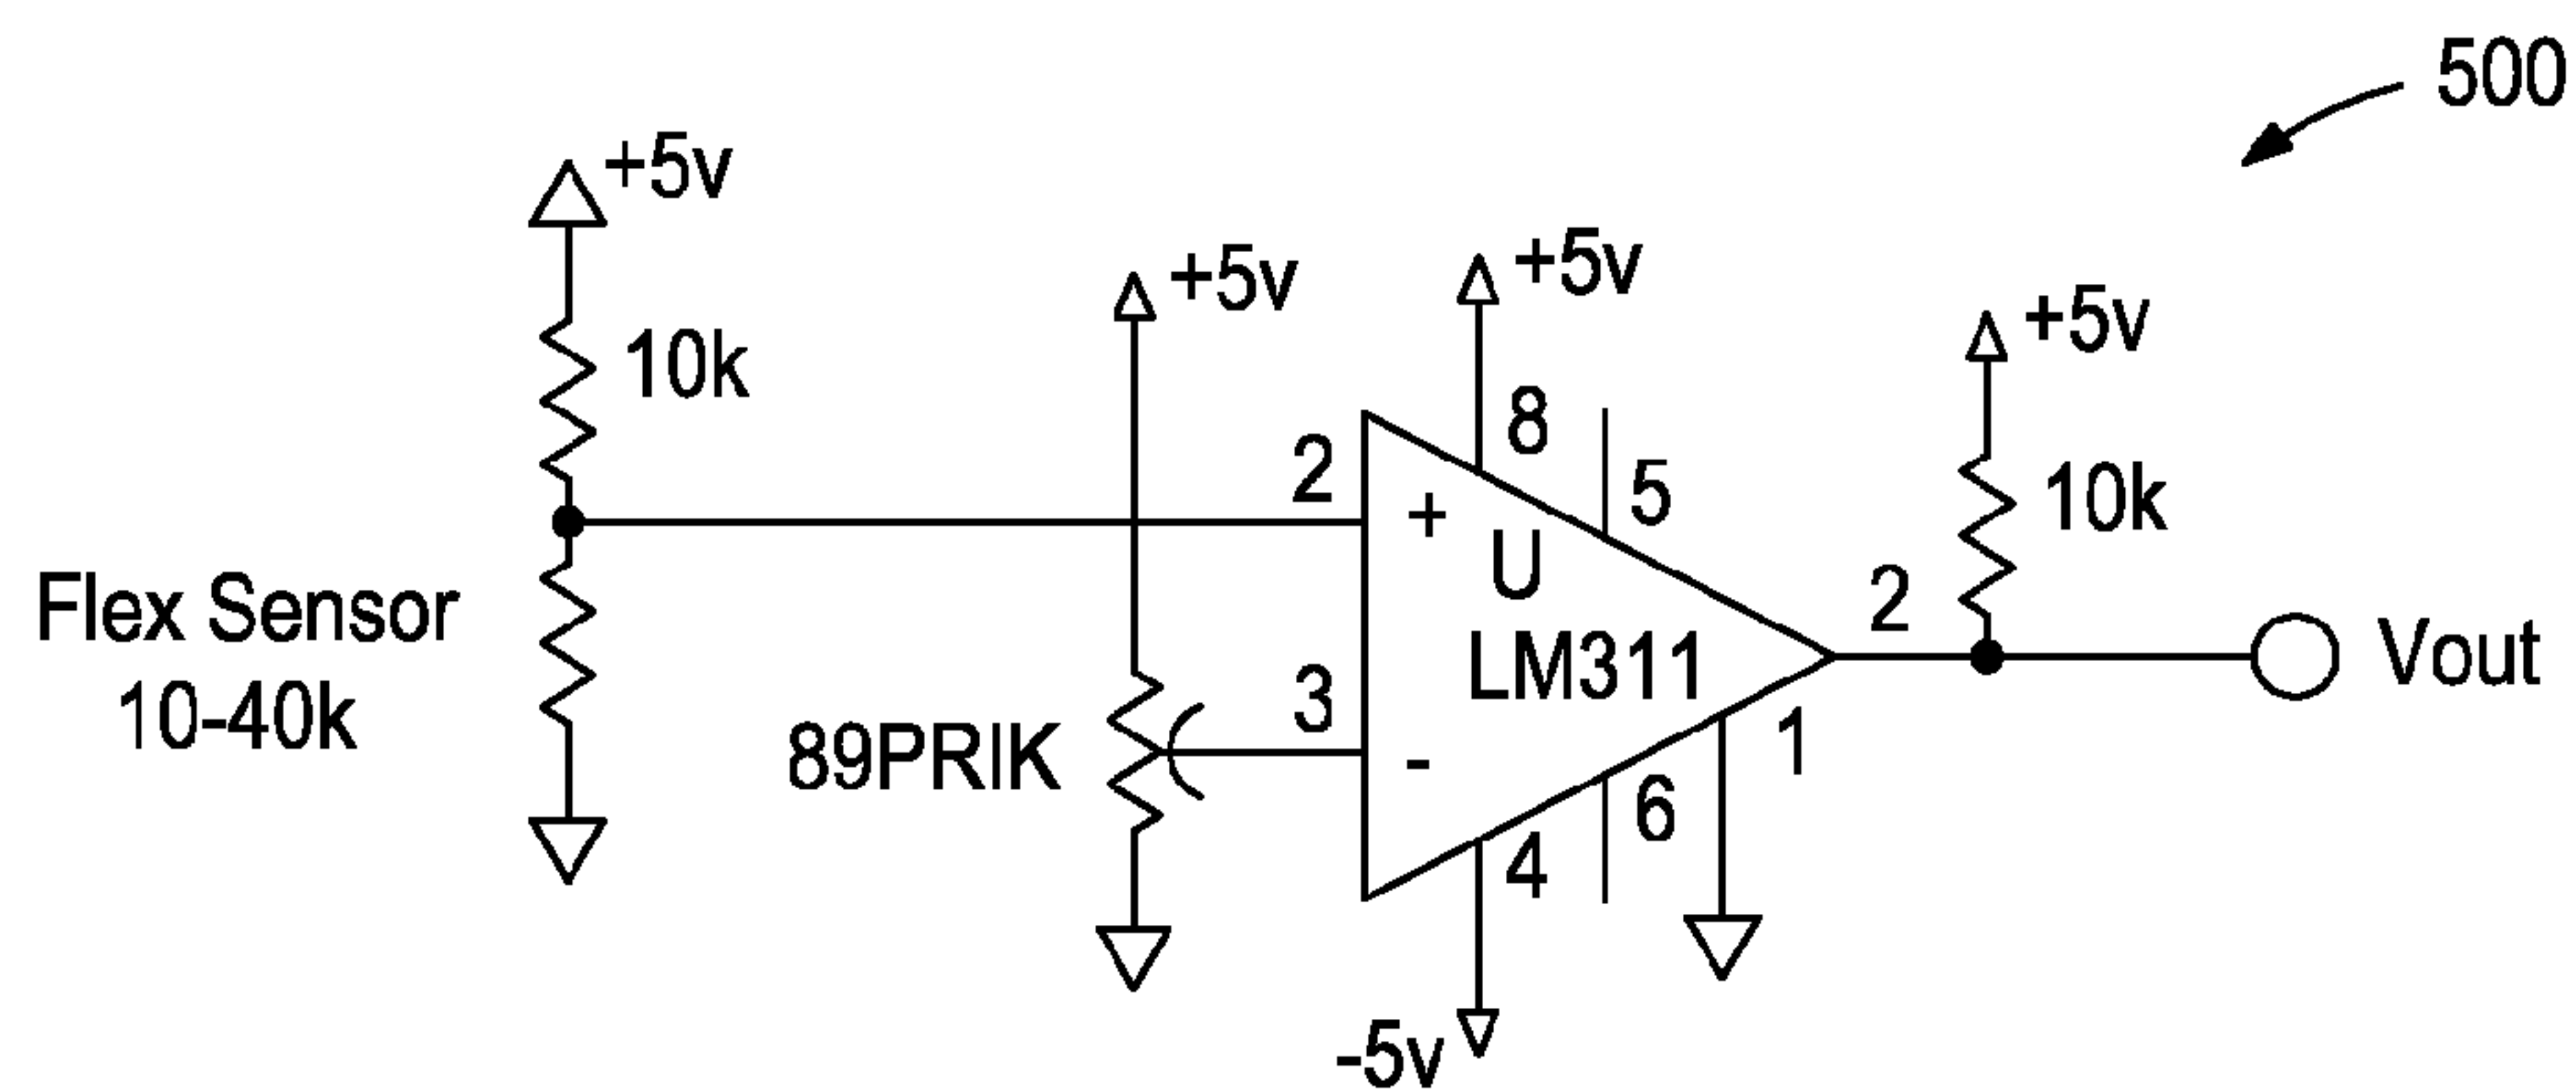 500
+5v
+5v
+5v
+5v
10k
8
5
2
+
U
LM311
2
10k
Flex Sensor
10-40k
Vout
89PRIK
3
-
1
6
4
-5v